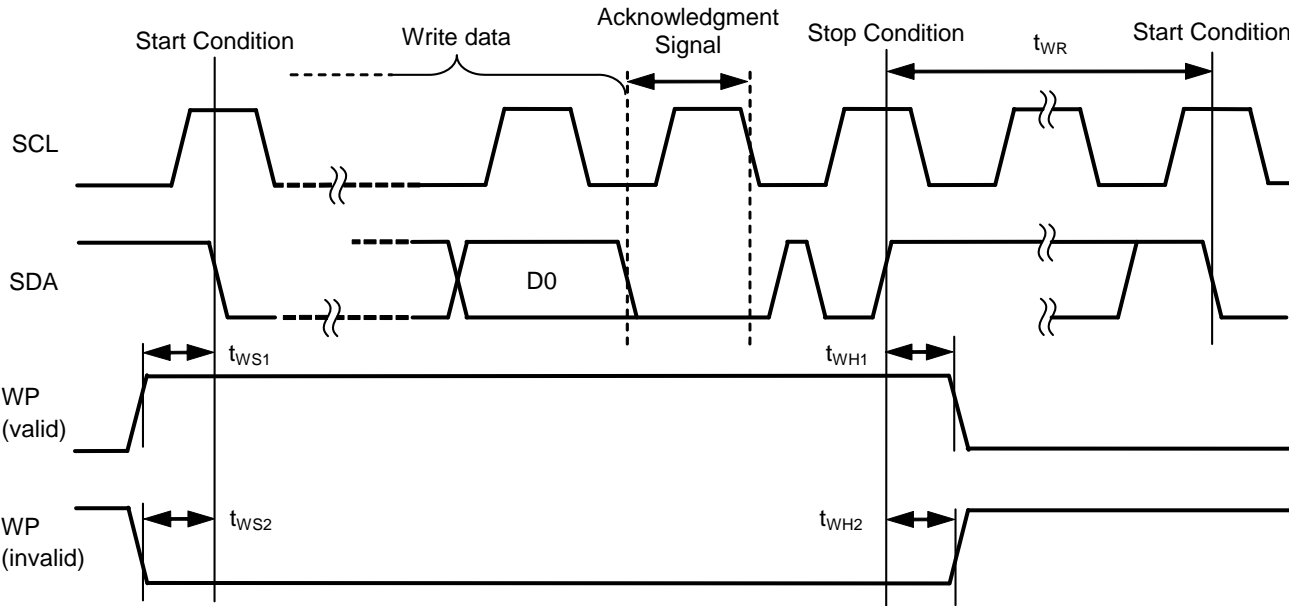 Start Condition
Write data
Acknowledgment
Signal
Stop Condition
tWR
Start Condition
SCL
SDA
D0
tWS1
tWH1
WP
(valid)
tWS2
tWH2
WP
(invalid)